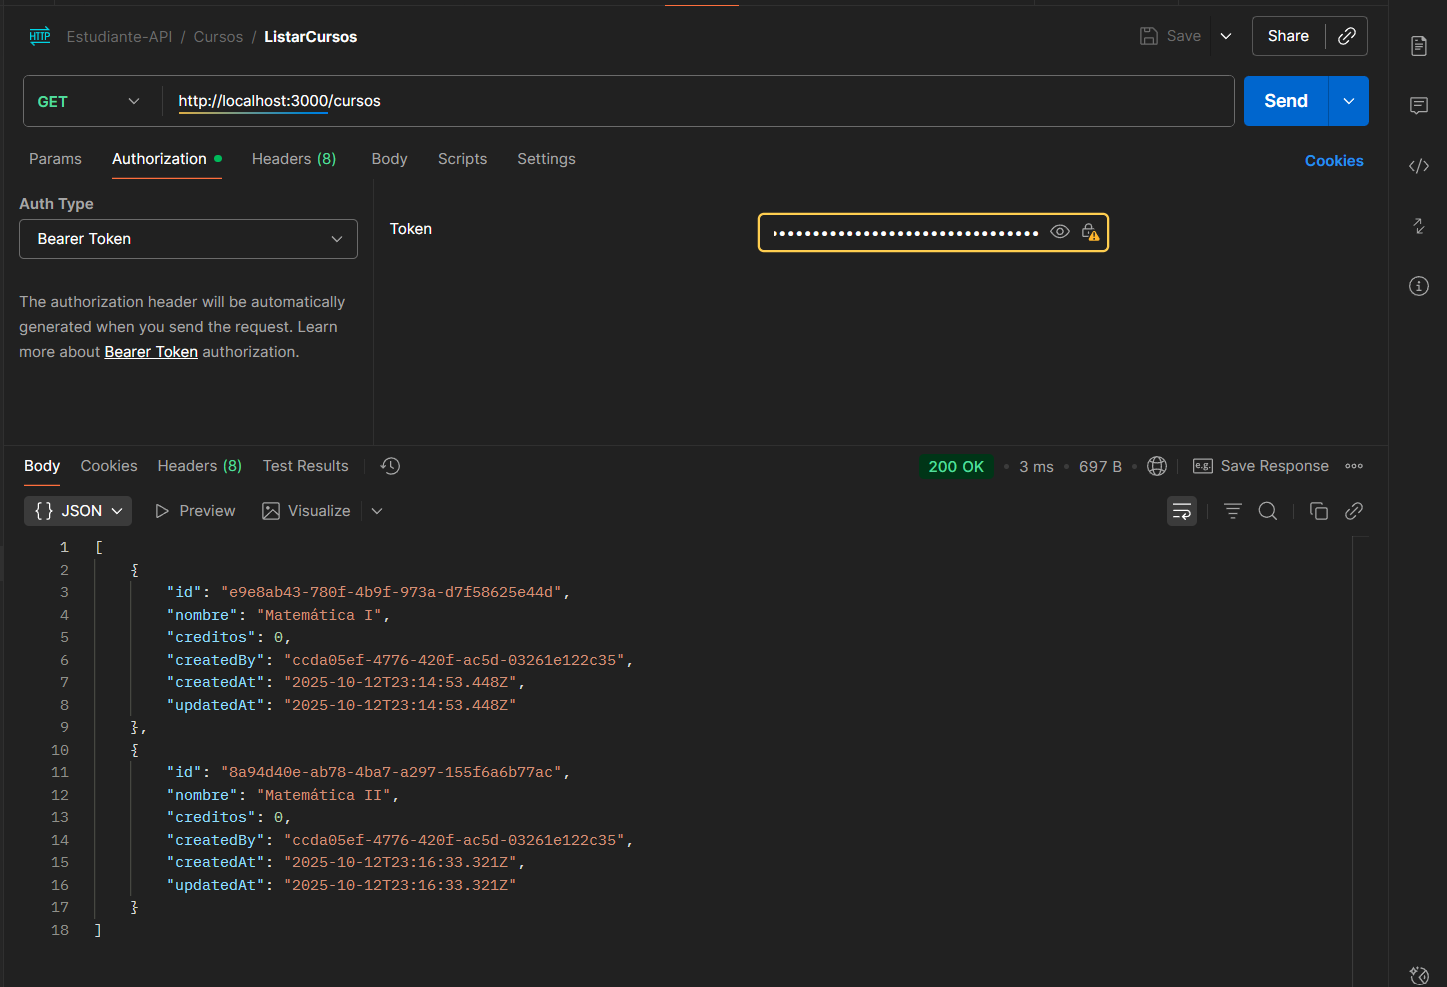 HTTP Estudiante-API / Cursos / ListarCursos Save Share
GET http://localhost:3000/cursos Send
Params Authorization Headers (8) Body Scripts Settings Cookies
Auth Type
Bearer Token
Token
The authorization header will be automatically
generated when you send the request. Learn
more about Bearer Token authorization.
Body Cookies Headers (8) Test Results 200 OK • 3 ms • 697 B • e.g. Save Response
{} JSON Preview Visualize
1 [
2 {
3 "id": "e9e8ab43-780f-4b9f-973a-d7f58625e44d",
4 "nombre": "Matemática I",
5 "creditos": 0,
6 "createdBy": "ccda05ef-4776-420f-ac5d-03261e122c35",
7 "createdAt": "2025-10-12T23:14:53.448Z",
8 "updatedAt": "2025-10-12T23:14:53.448Z"
9 },
10 {
11 "id": "8a94d40e-ab78-4ba7-a297-155f6a6b77ac",
12 "nombre": "Matemática II",
13 "creditos": 0,
14 "createdBy": "ccda05ef-4776-420f-ac5d-03261e122c35",
15 "createdAt": "2025-10-12T23:16:33.321Z",
16 "updatedAt": "2025-10-12T23:16:33.321Z"
17 }
18 ]